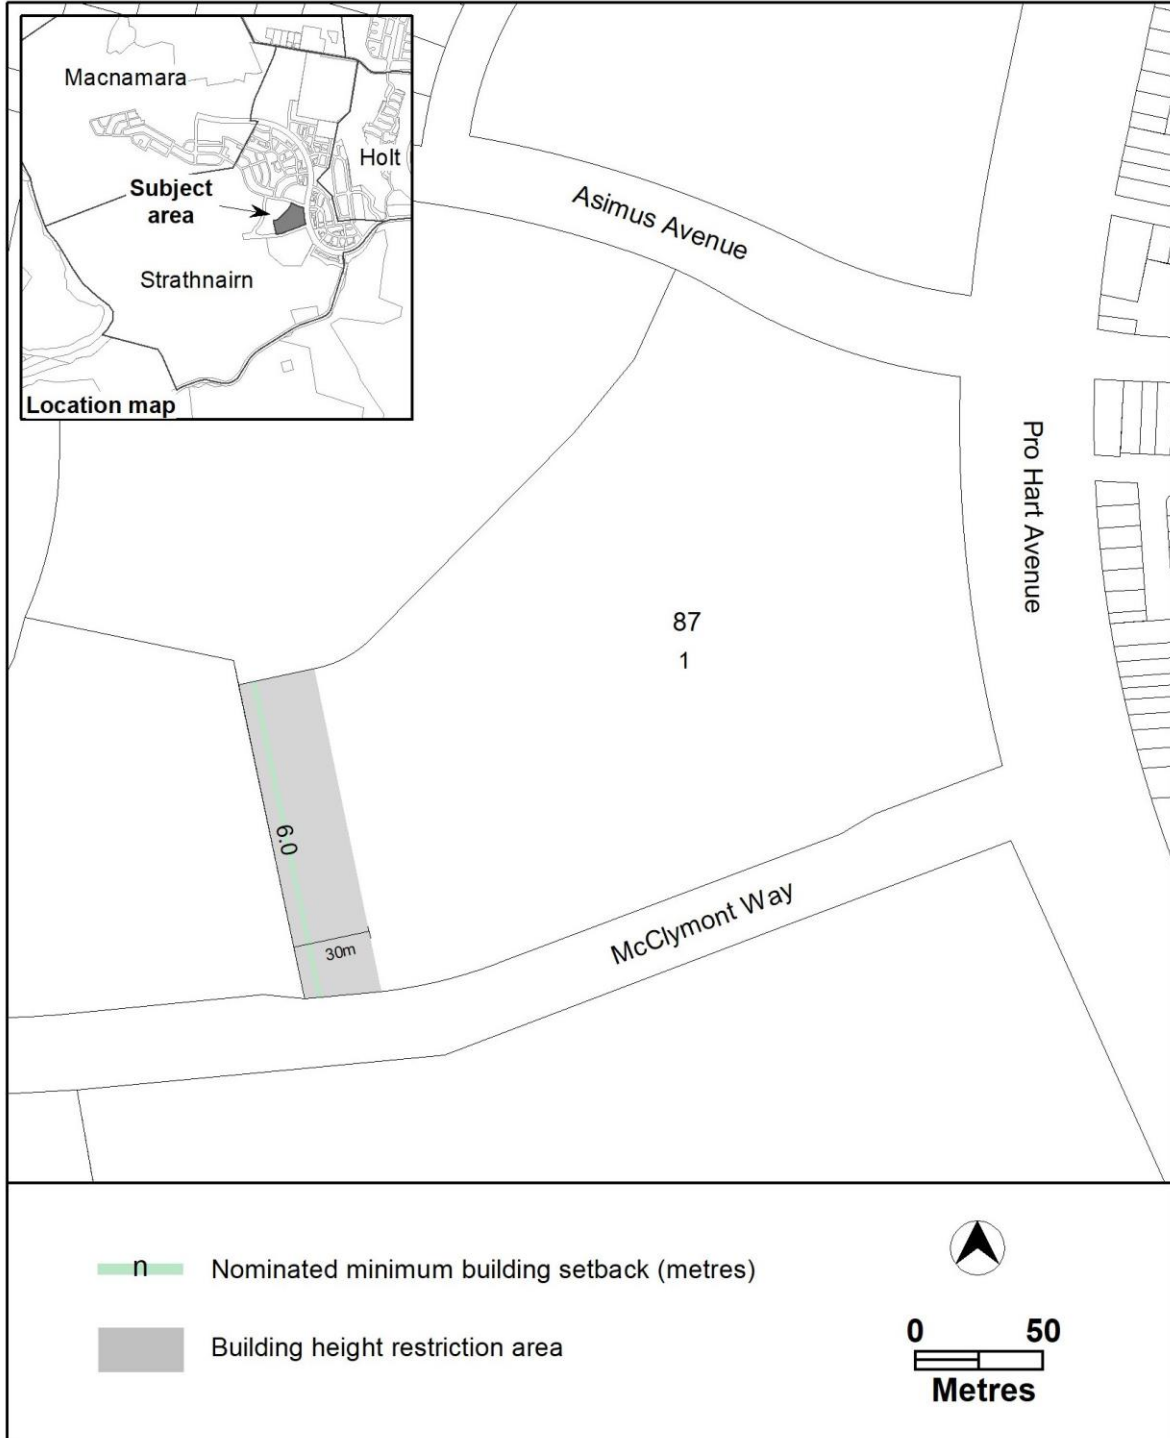 Macnamara
Holt
Subject
area
Strathnairn
Location map
Asimus Avenue
Pro Hart Avenue
87
1
6.0
30m
McClymont Way
n Nominated minimum building setback (metres)
Building height restriction area
0 50
Metres